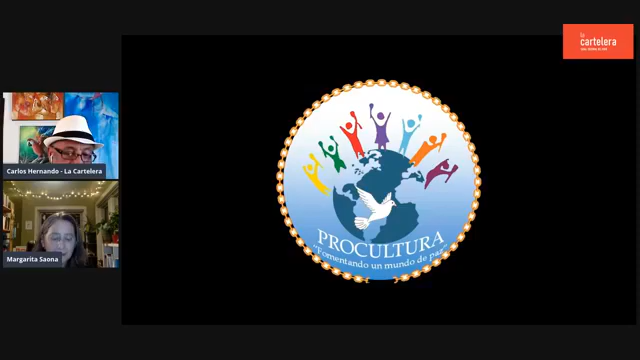 la
cartelera
Carlos Hernando - La Cartelera
Margarita Saona
PROCULTURA
"Fomentando un mundo de paz"